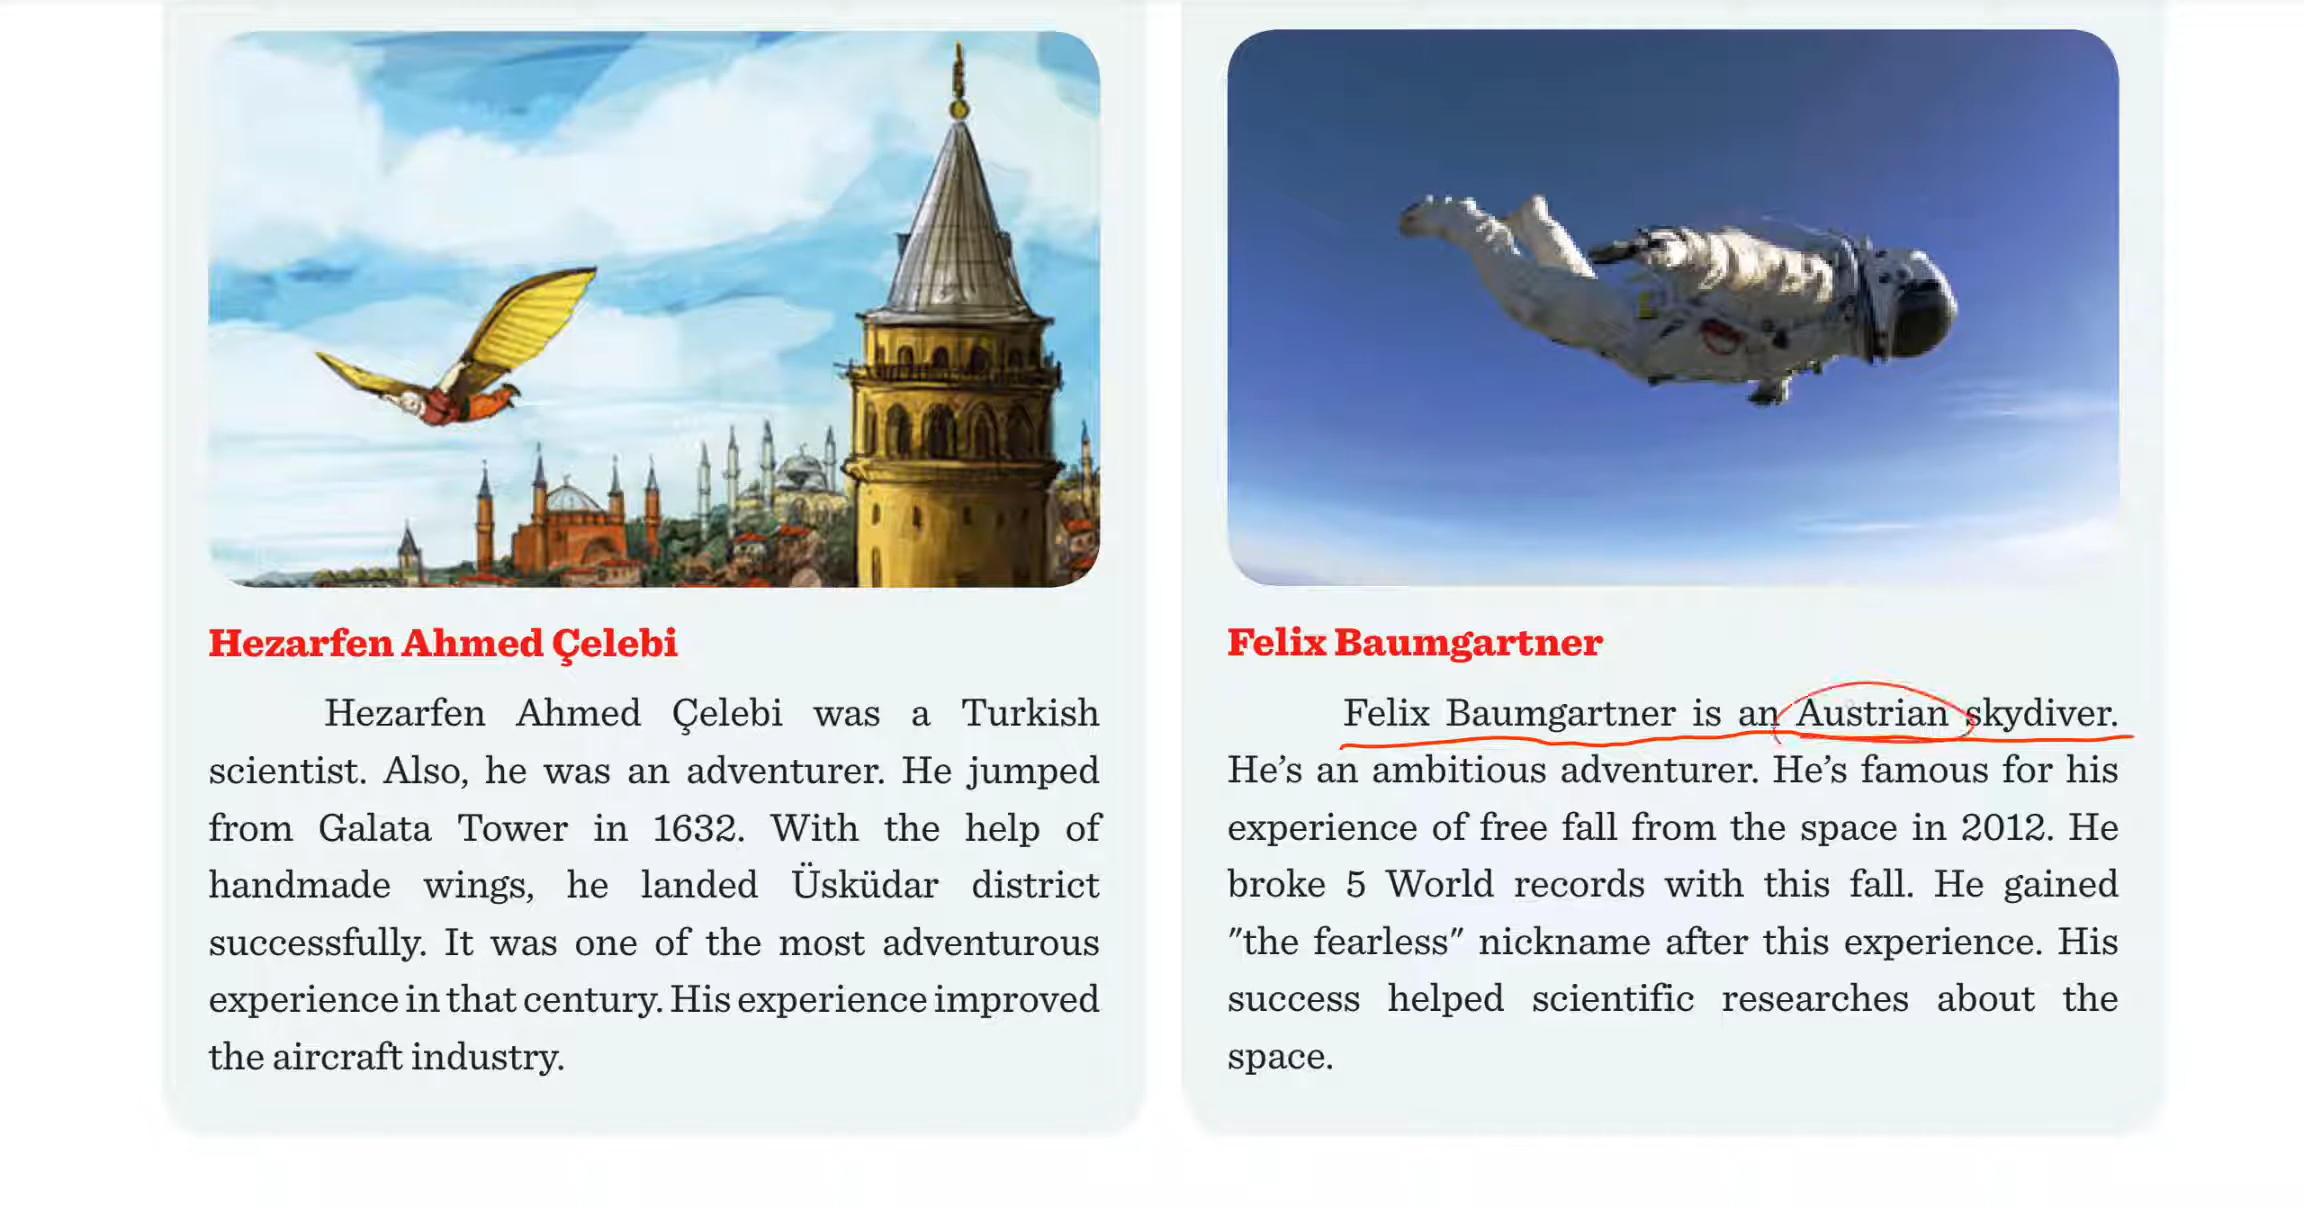 Hezarfen Ahmed Çelebi
Hezarfen Ahmed Çelebi was a Turkish
scientist. Also, he was an adventurer. He jumped
from Galata Tower in 1632. With the help of
handmade wings, he landed Üsküdar district
successfully. It was one of the most adventurous
experience in that century. His experience improved
the aircraft industry.
Felix Baumgartner
Felix Baumgartner is an Austrian skydiver.
He’s an ambitious adventurer. He’s famous for his
experience of free fall from the space in 2012. He
broke 5 World records with this fall. He gained
"the fearless" nickname after this experience. His
success helped scientific researches about the
space.